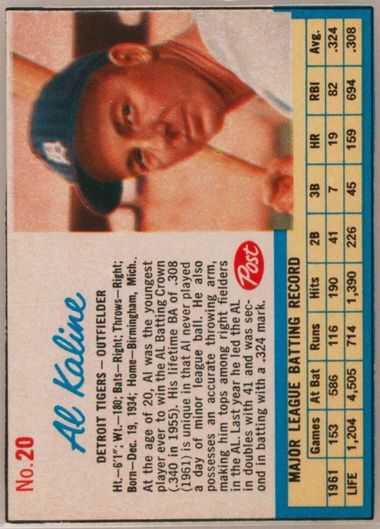 No. 20
Al Kaline
DETROIT TIGERS — OUTFIELDER
Ht.—6'1"; Wt.—180; Bats—Right; Throws—Right;
Born—Dec. 19, 1934; Home—Birmingham, Mich..
At the age of 20, Al was the youngest
player ever to win the AL Batting Crown
(.340 in 1955). His lifetime BA of .308
(1961) is unique in that Al never played
a day of minor league ball. He also
possesses an accurate throwing arm,
making him tops among right fielders
in the AL. Last year he led the AL
in doubles with 41 and was sec-
ond in batting with a .324 mark.
Post
D
MAJOR LEAGUE BATTING RECORD
Games At Bat Runs Hits 2B 3B HR RBI Avg.
1961 153 586 116 190 41 7 19 82 .324
LIFE 1,204 4,505 714 1,390 226 45 159 694 .308